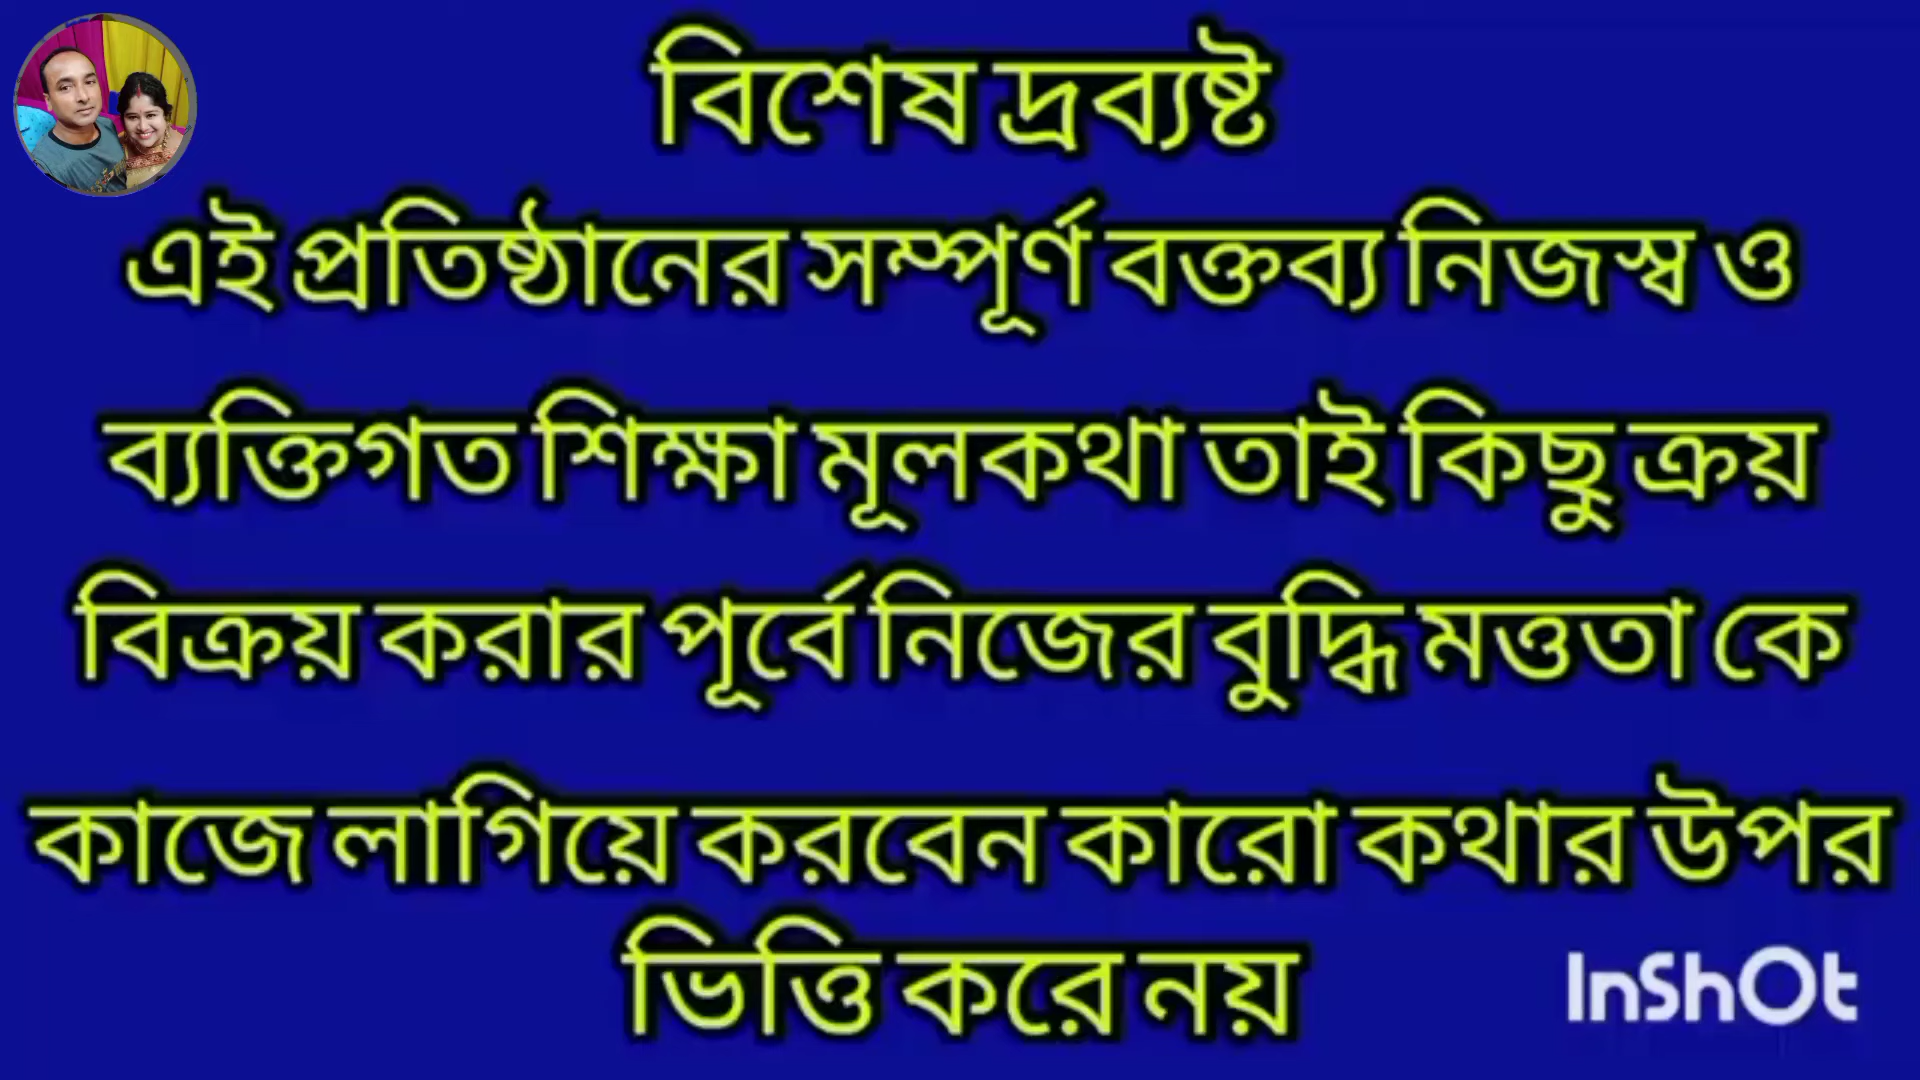 বিশেষ দ্রব্যষ্ট
এই প্রতিষ্ঠানের সম্পূর্ণ বক্তব্য নিজস্ব ও
ব্যক্তিগত শিক্ষা মূলকথা তাই কিছু ক্রয়
বিক্রয় করার পূর্বে নিজের বুদ্ধি মত্ততা কে
কাজে লাগিয়ে করবেন কারো কথার উপর
ভিত্তি করে নয়
InShOt